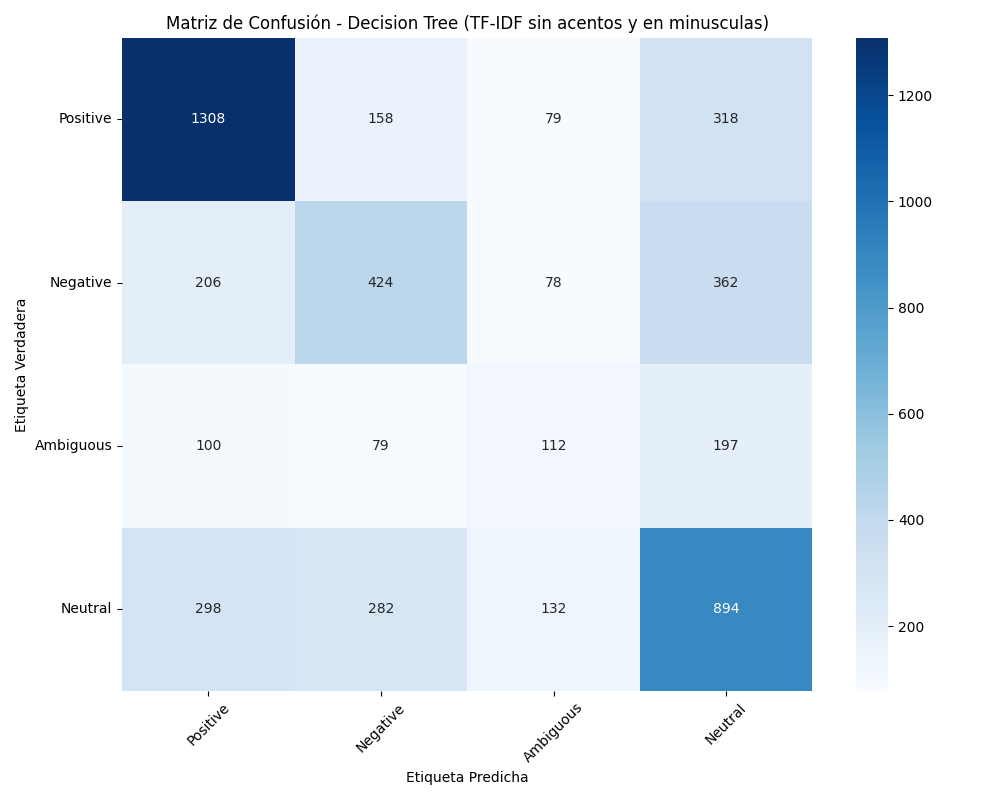 Matriz de Confusión - Decision Tree (TF-IDF sin acentos y en minusculas)
Etiqueta Verdadera
Positive 1308 158 79 318
Negative 206 424 78 362
Ambiguous 100 79 112 197
Neutral 298 282 132 894
Positive Negative Ambiguous Neutral
Etiqueta Predicha
1200
1000
800
600
400
200